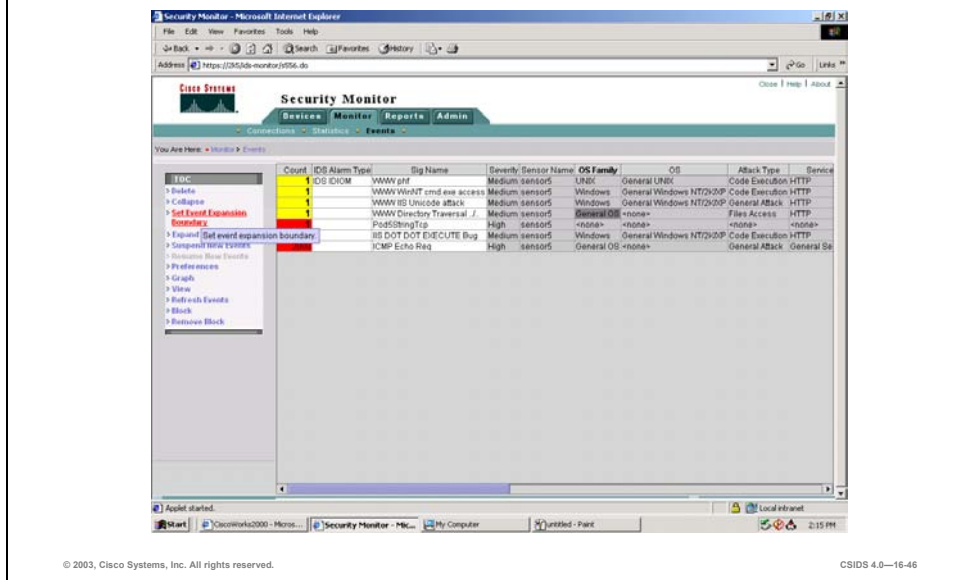 Security Monitor - Microsoft Internet Explorer
File Edit View Favorites Tools Help
Back Search Favorites History
Address https://2K5/ids-monitor/s556.do Go Links »
Close | Help | About
CISCO SYSTEMS
Security Monitor
Devices Monitor Reports Admin
Connections Statistics Events
You Are Here: Monitor > Events
TOC
Delete
Collapse
Set Event Expansion Boundary
Expand
Set event expansion boundary.
Suspend New Events
Resume New Events
Preferences
Graph
View
Refresh Events
Block
Remove Block
Count IDS Alarm Type Sig Name Severity Sensor Name OS Family OS Attack Type Service
1 IDS IDIOM WWW phf Medium sensor5 UNIX General UNIX Code Execution HTTP
1 WWW WinNT cmd.exe access Medium sensor5 Windows General Windows NT/2K/XP Code Execution HTTP
1 WWW IIS Unicode attack Medium sensor5 Windows General Windows NT/2K/XP General Attack HTTP
1 WWW Directory Traversal ../. Medium sensor5 General OS <none> Files Access HTTP
Pod5StringTcp High sensor5 <none> <none> <none> <none>
IIS DOT DOT EXECUTE Bug Medium sensor5 Windows General Windows NT/2K/XP Code Execution HTTP
ICMP Echo Req High sensor5 General OS <none> General Attack General Se
Applet started. Local intranet
Start CiscoWorks2000 - Micros... Security Monitor - Mic... My Computer untitled - Paint 2:15 PM
© 2003, Cisco Systems, Inc. All rights reserved. CSIDS 4.0—16-46